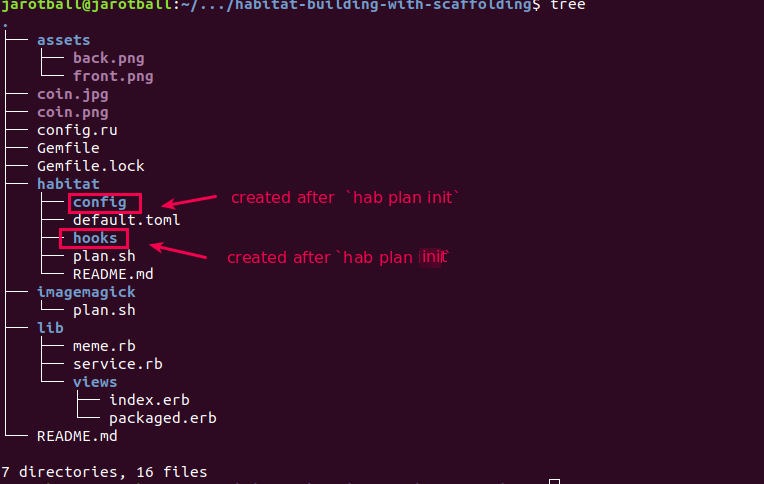 jarotball@jarotball:~/.../habitat-building-with-scaffolding$ tree
.
├── assets
│   ├── back.png
│   └── front.png
├── coin.jpg
├── coin.png
├── config.ru
├── Gemfile
├── Gemfile.lock
├── habitat
│   ├── config created after `hab plan init`
│   ├── default.toml
│   ├── hooks
│   ├── plan.sh created after `hab plan init`
│   └── README.md
├── imagemagick
│   └── plan.sh
├── lib
│   ├── meme.rb
│   ├── service.rb
│   └── views
│       ├── index.erb
│       └── packaged.erb
└── README.md
7 directories, 16 files